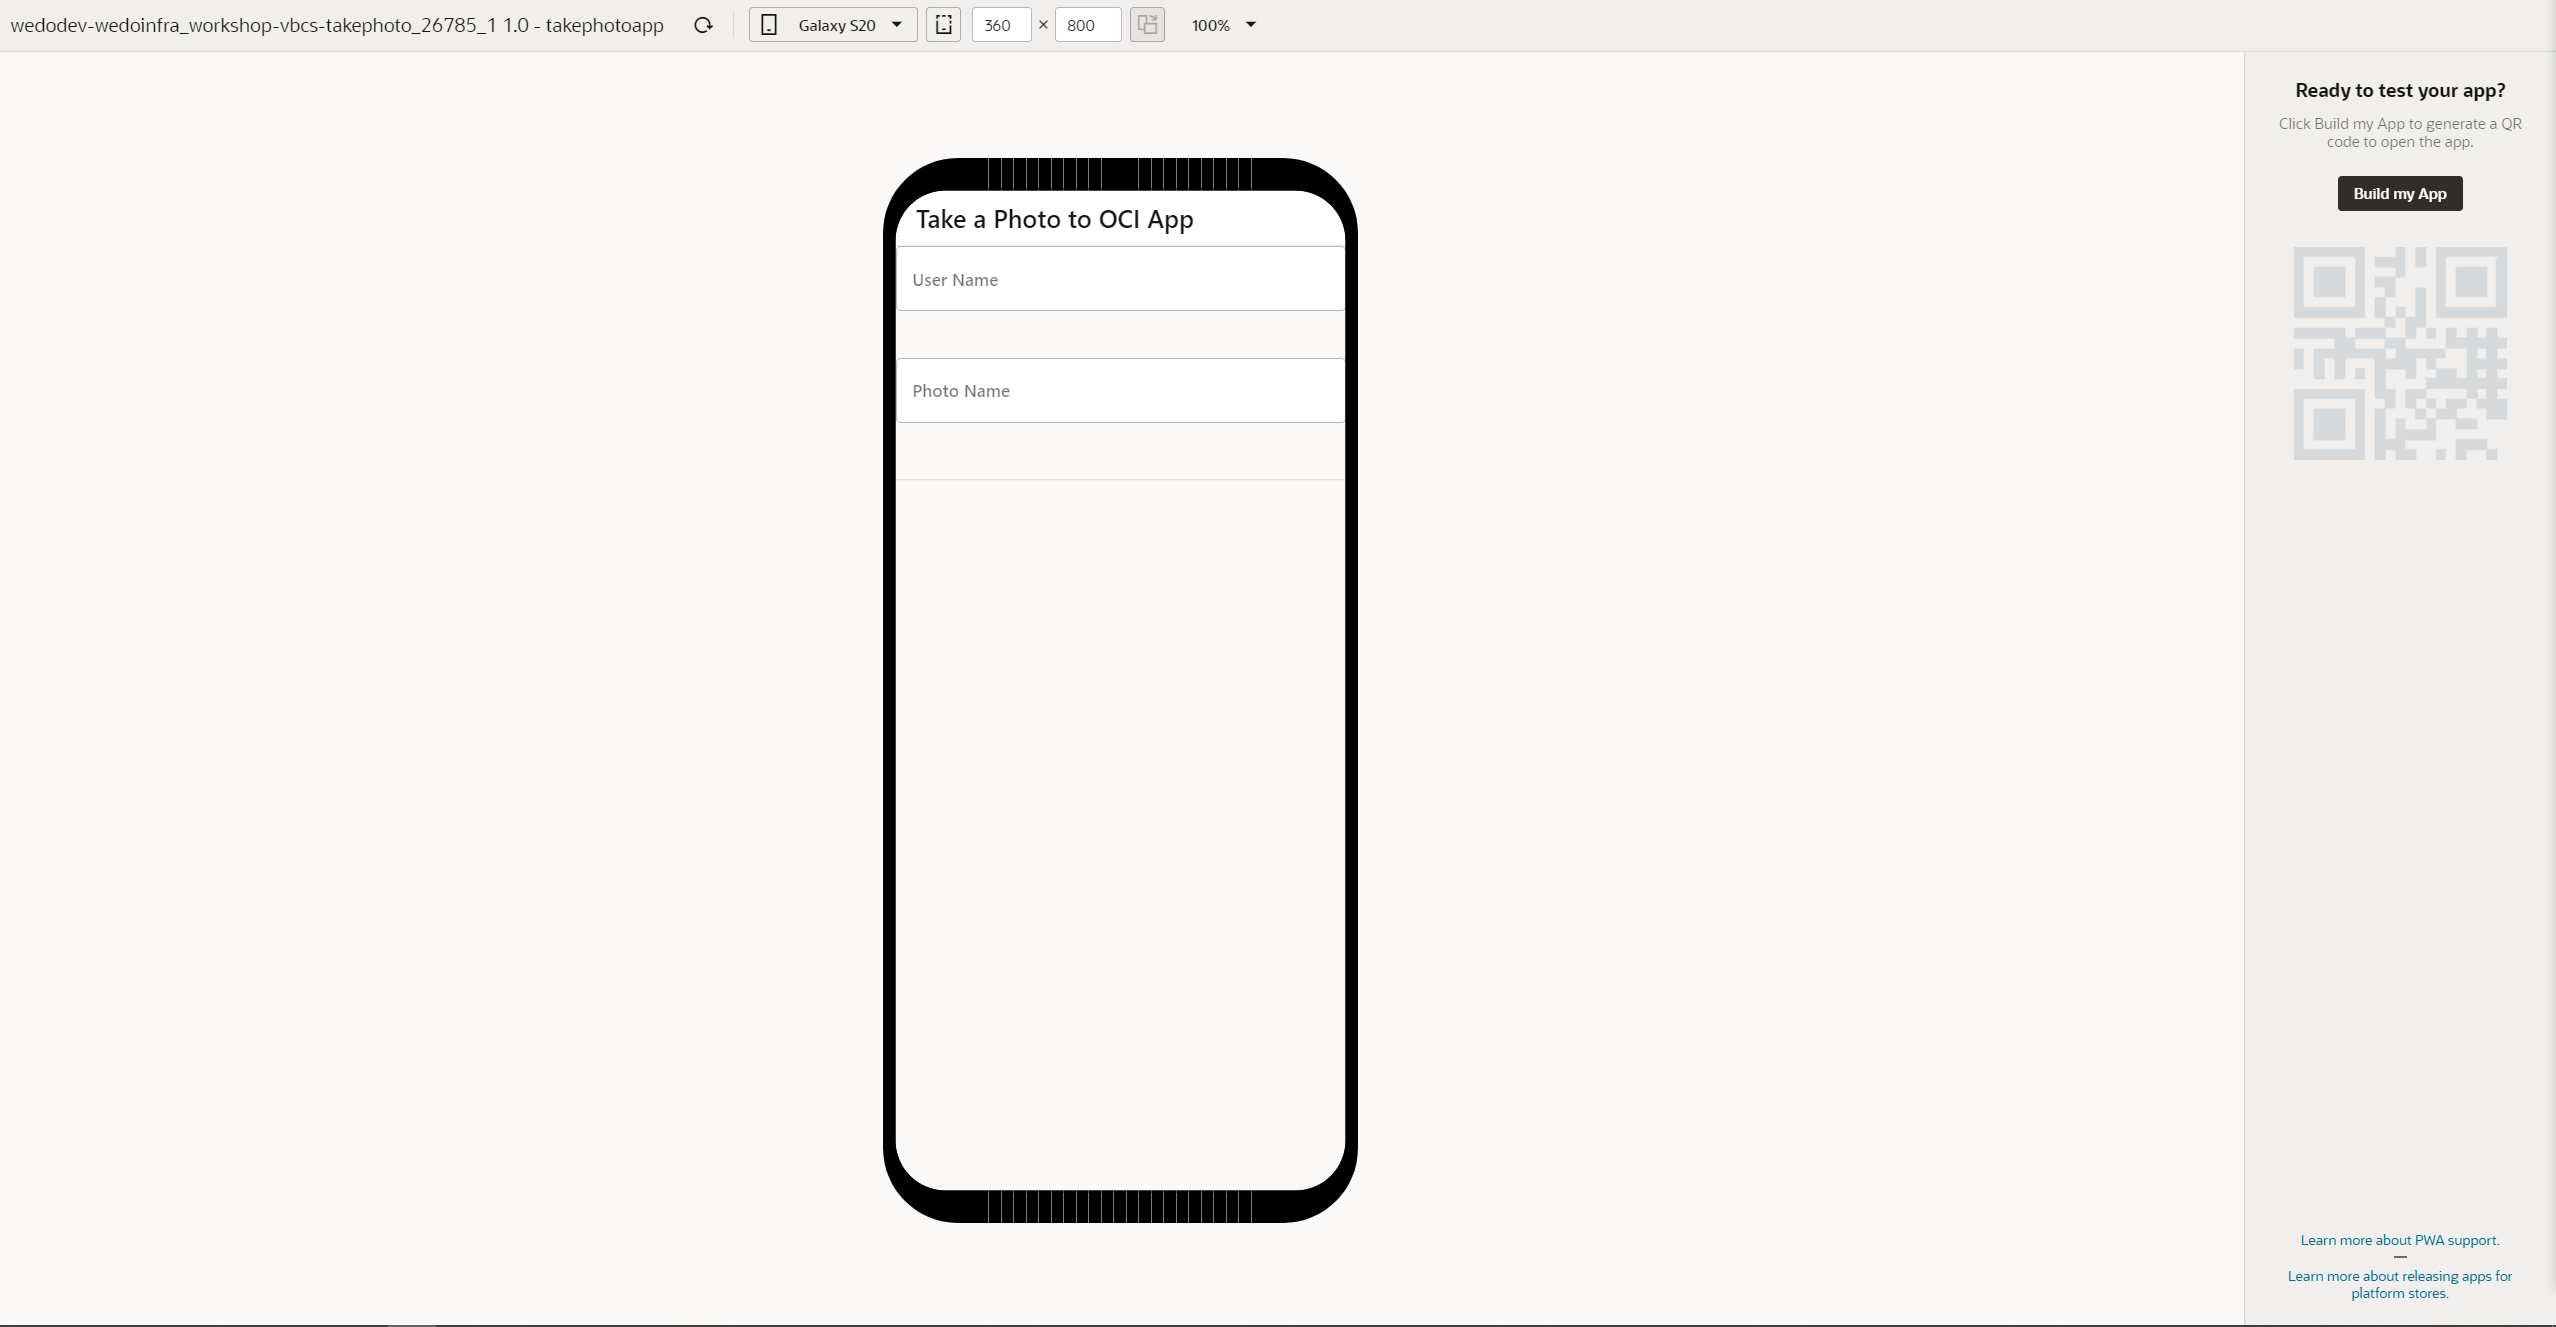 wedodev-wedoinfra_workshop-vbcs-takephoto_26785_1 1.0 - takephotoapp
Galaxy S20
360 × 800
100%
Take a Photo to OCI App
User Name
Photo Name
Ready to test your app?
Click Build my App to generate a QR
code to open the app.
Build my App
Learn more about PWA support.
—
Learn more about releasing apps for
platform stores.